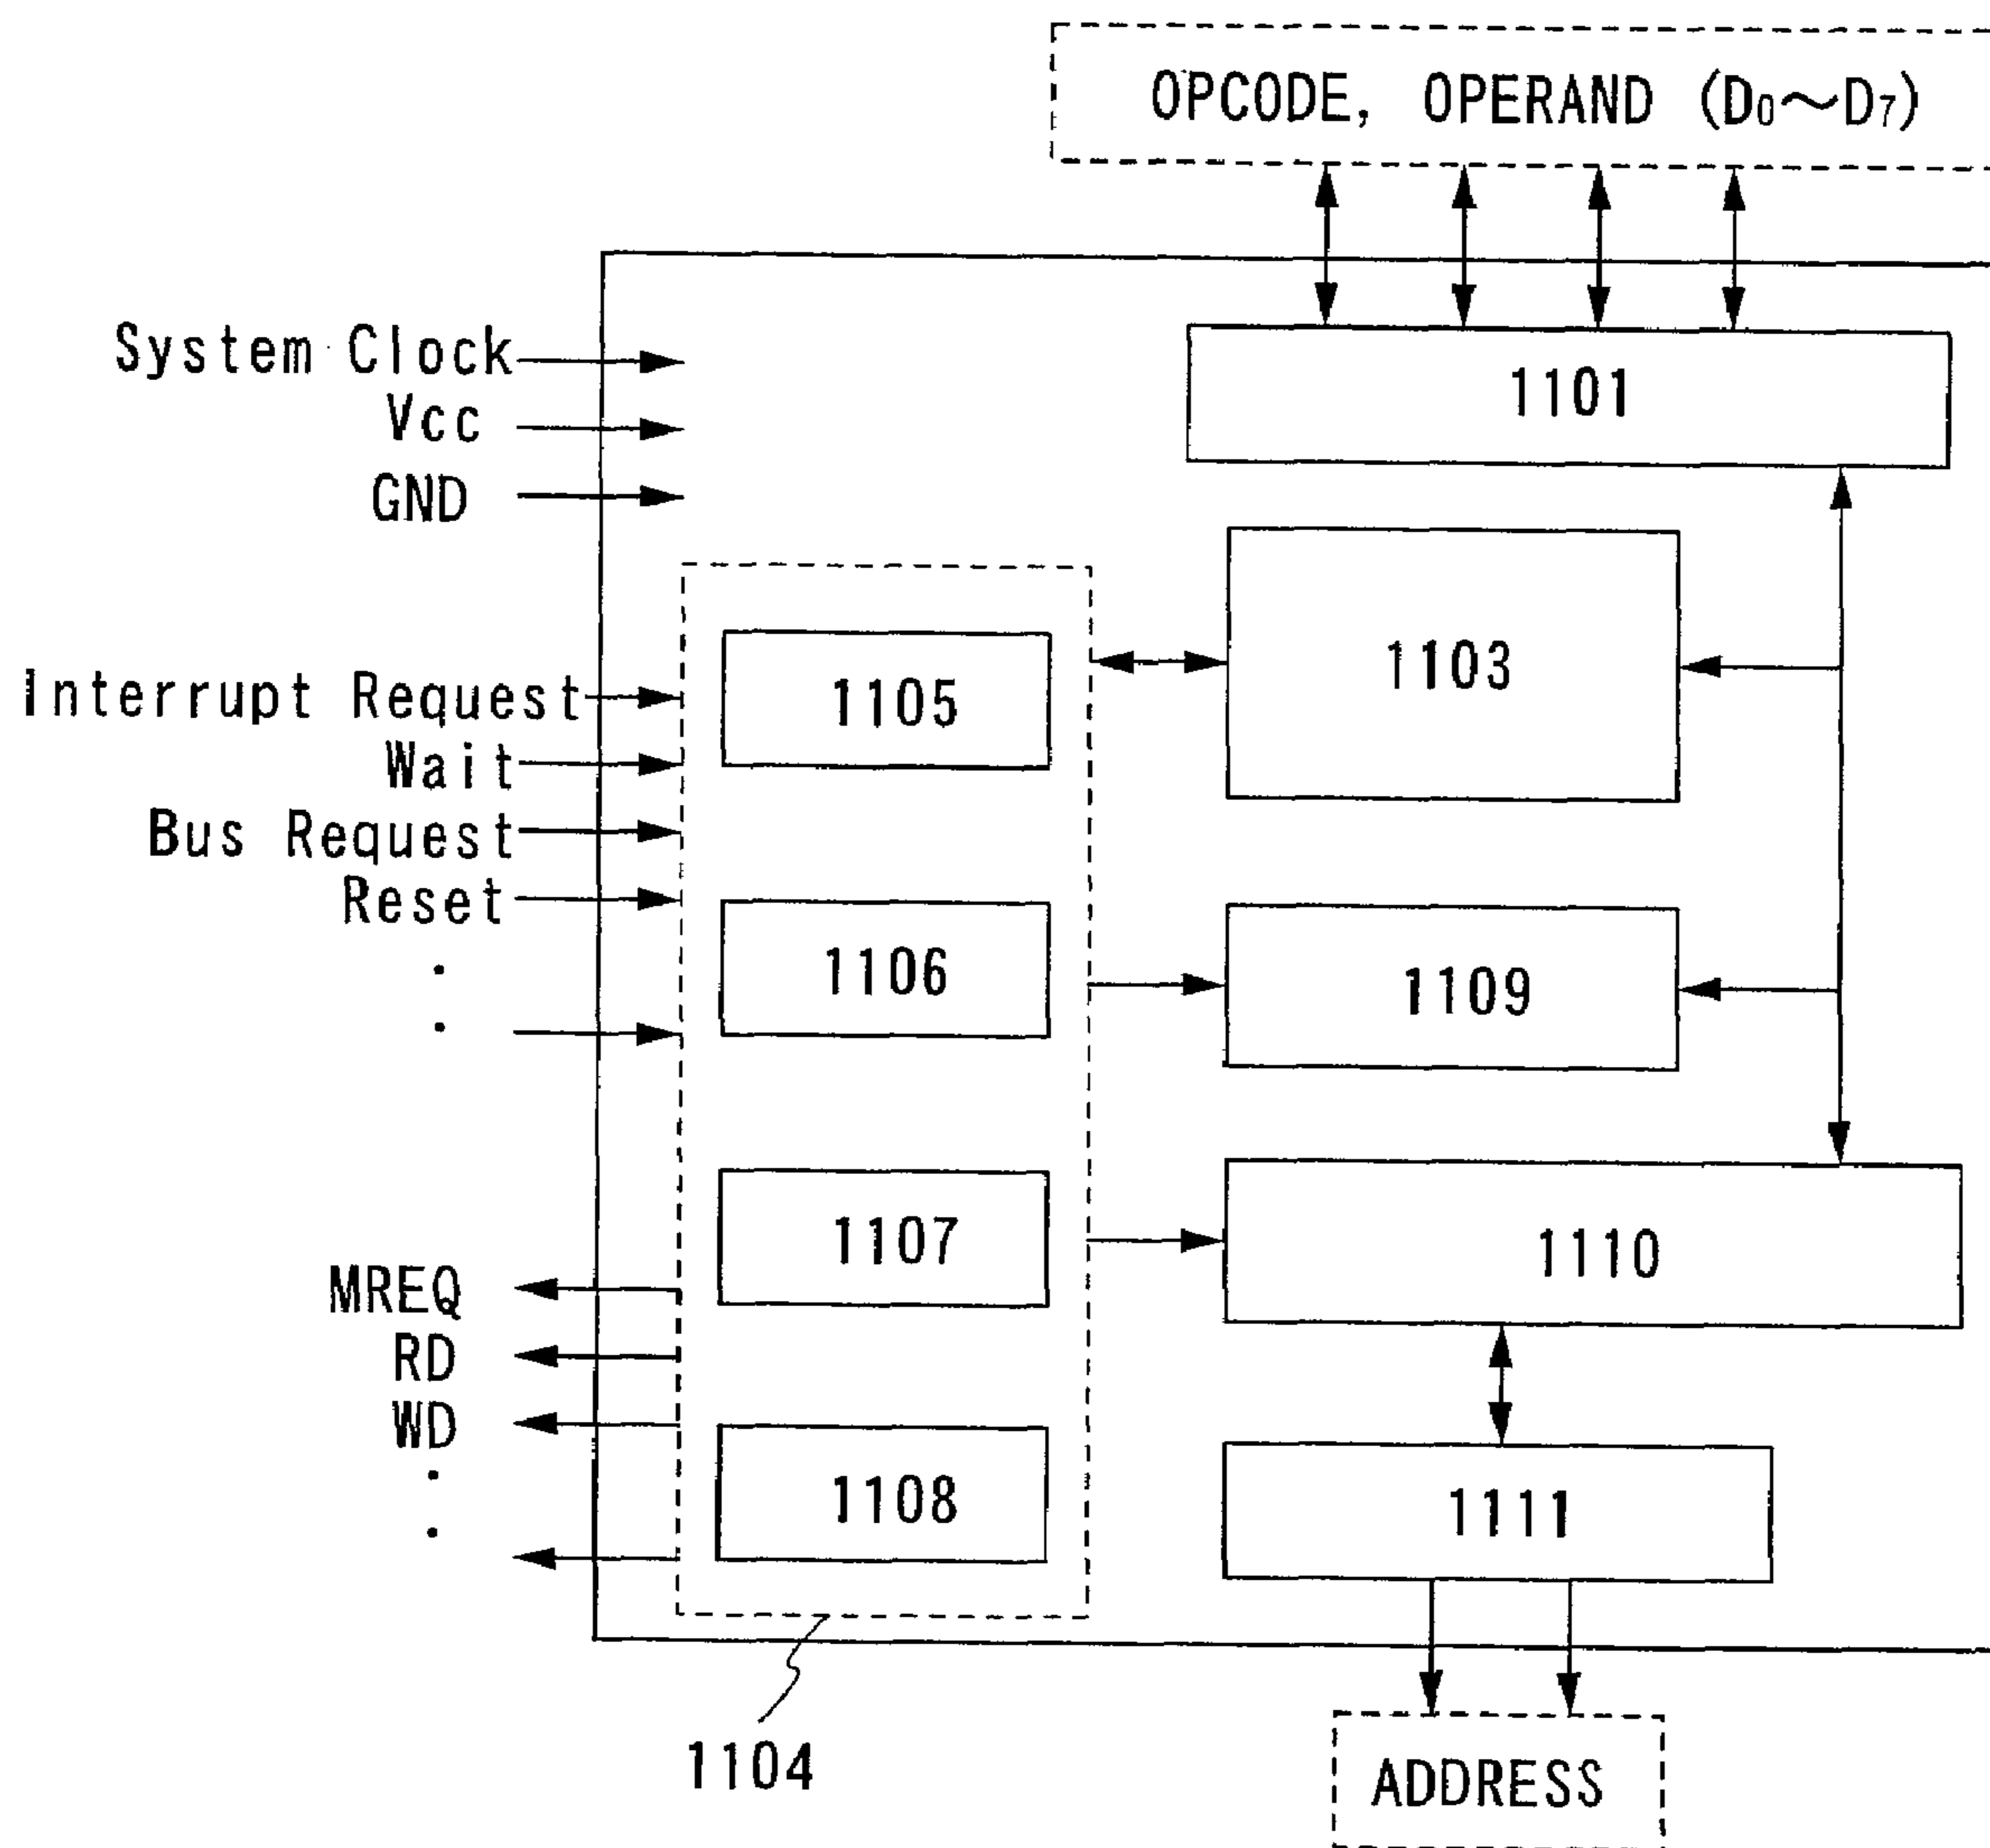 OPCODE, OPERAND (D0~D7)
System Clock
Vcc
GND
1101
1103
Interrupt Request
Wait
Bus Request
Reset
1105
1106
1109
1107
1110
MREQ
RD
WD
1108
1111
1104
ADDRESS